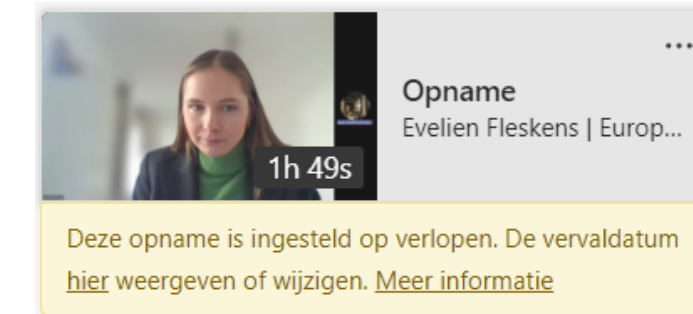 ...
Opname
Evelien Fleskens | Europ...
1h 49s
Deze opname is ingesteld op verlopen. De vervaldatum
hier weergeven of wijzigen. Meer informatie